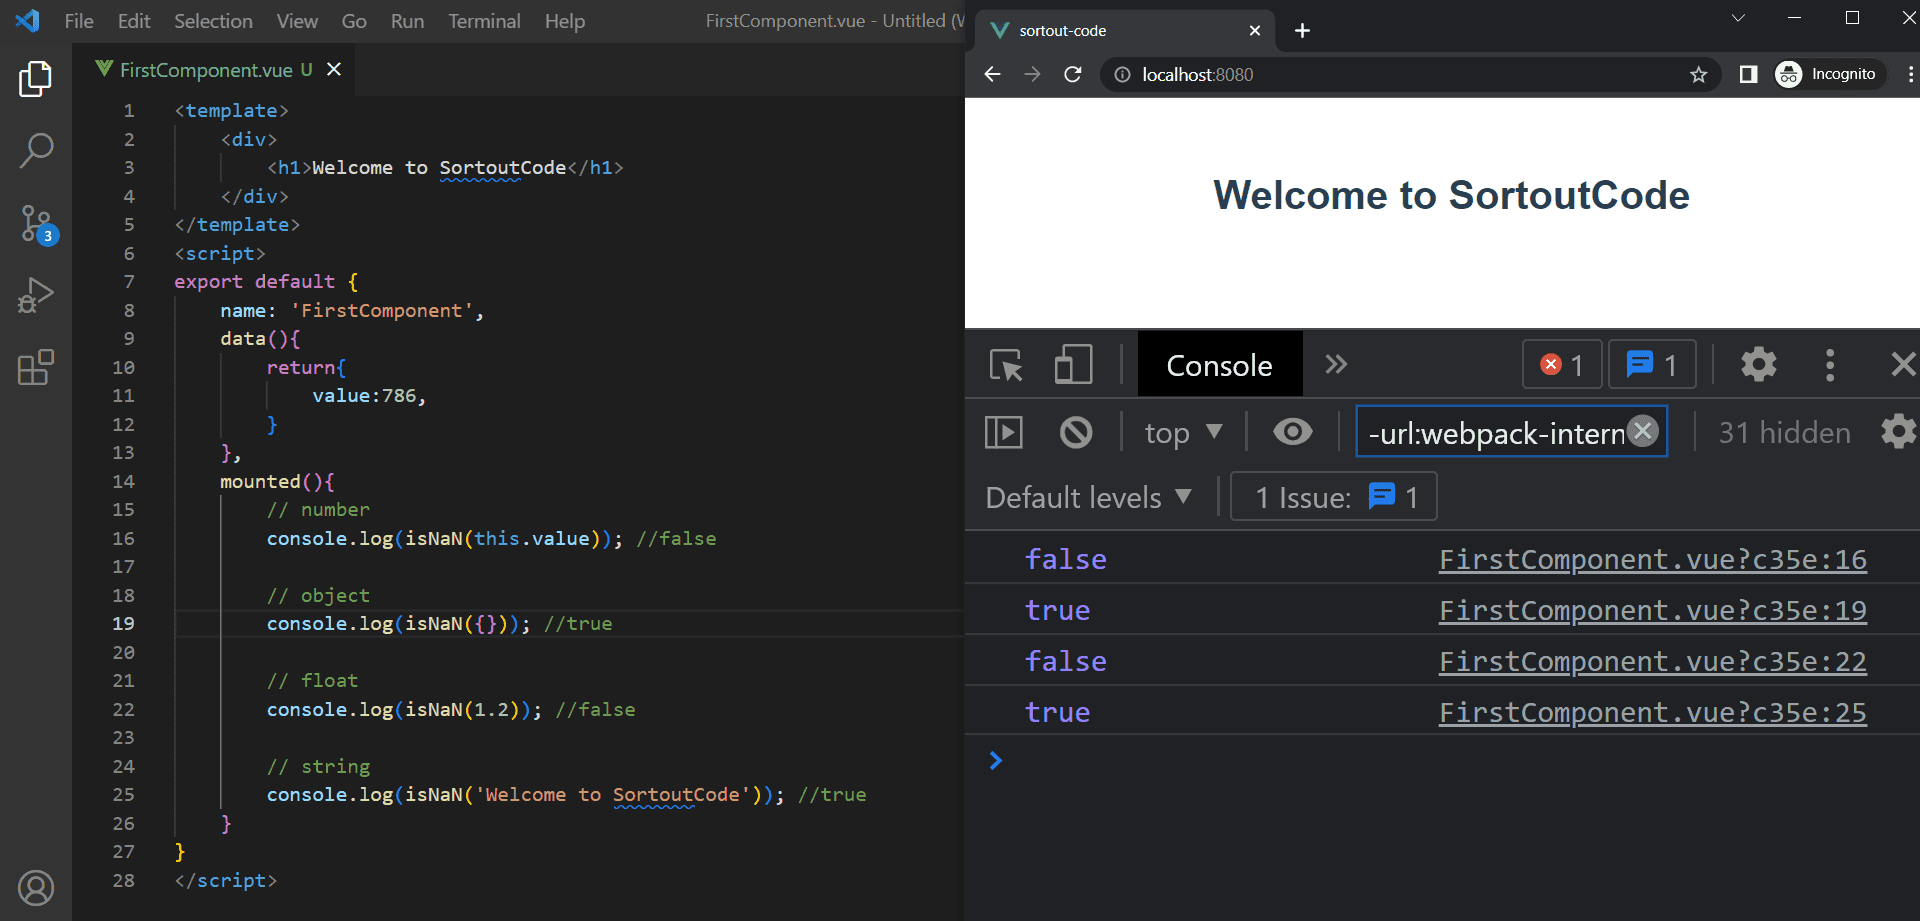 File Edit Selection View Go Run Terminal Help FirstComponent.vue - Untitled (W
FirstComponent.vue U
3
1 <template>
2 <div>
3 <h1>Welcome to SortoutCode</h1>
4 </div>
5 </template>
6 <script>
7 export default {
8 name: 'FirstComponent',
9 data(){
10 return{
11 value:786,
12 }
13 },
14 mounted(){
15 // number
16 console.log(isNaN(this.value)); //false
17
18 // object
19 console.log(isNaN({})); //true
20
21 // float
22 console.log(isNaN(1.2)); //false
23
24 // string
25 console.log(isNaN('Welcome to SortoutCode')); //true
26 }
27 }
28 </script>
sortout-code
localhost:8080 Incognito
Welcome to SortoutCode
Console 1 1
top -url:webpack-intern 31 hidden
Default levels 1 Issue: 1
false FirstComponent.vue?c35e:16
true FirstComponent.vue?c35e:19
false FirstComponent.vue?c35e:22
true FirstComponent.vue?c35e:25